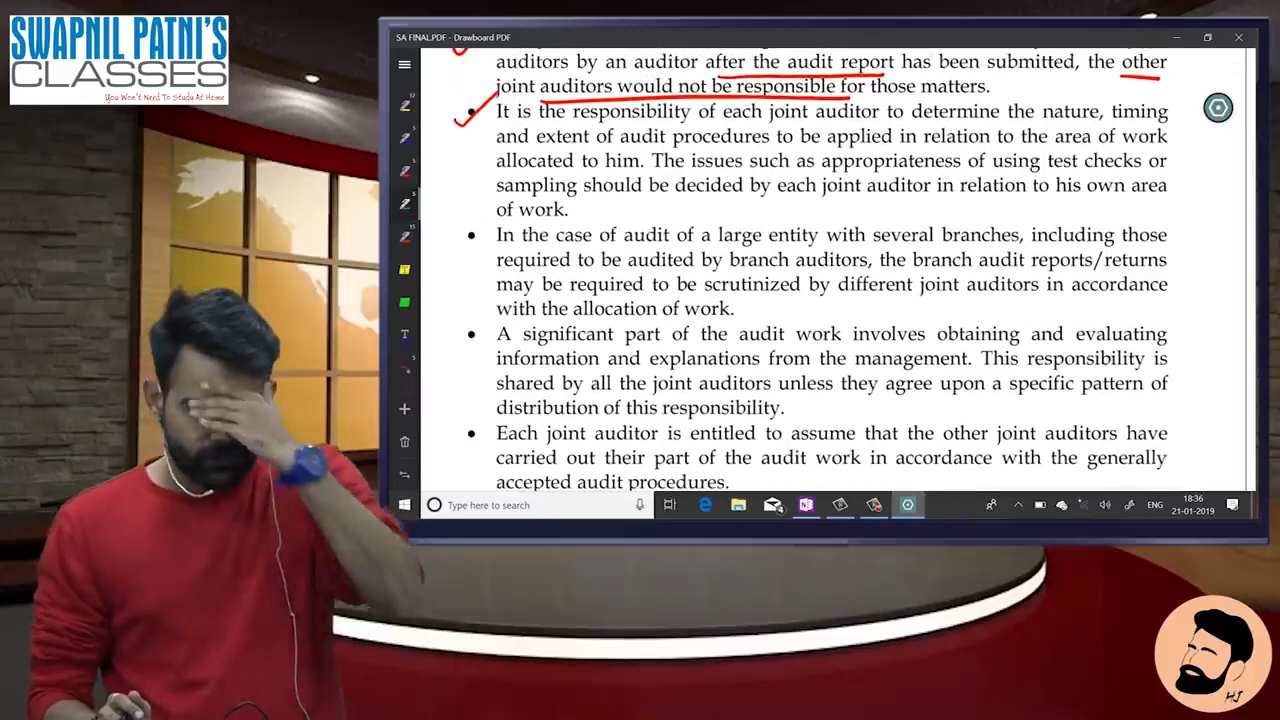 SWAPNIL PATNI'S
CLASSES
You Won't Need To Study At Home
SA FINAL.PDF - Drawboard PDF
auditors by an auditor after the audit report has been submitted, the other
joint auditors would not be responsible for those matters.
• It is the responsibility of each joint auditor to determine the nature, timing
and extent of audit procedures to be applied in relation to the area of work
allocated to him. The issues such as appropriateness of using test checks or
sampling should be decided by each joint auditor in relation to his own area
of work.
• In the case of audit of a large entity with several branches, including those
required to be audited by branch auditors, the branch audit reports/returns
may be required to be scrutinized by different joint auditors in accordance
with the allocation of work.
• A significant part of the audit work involves obtaining and evaluating
information and explanations from the management. This responsibility is
shared by all the joint auditors unless they agree upon a specific pattern of
distribution of this responsibility.
• Each joint auditor is entitled to assume that the other joint auditors have
carried out their part of the audit work in accordance with the generally
accepted audit procedures.
Type here to search
ENG
18:36
21-01-2019
HJ